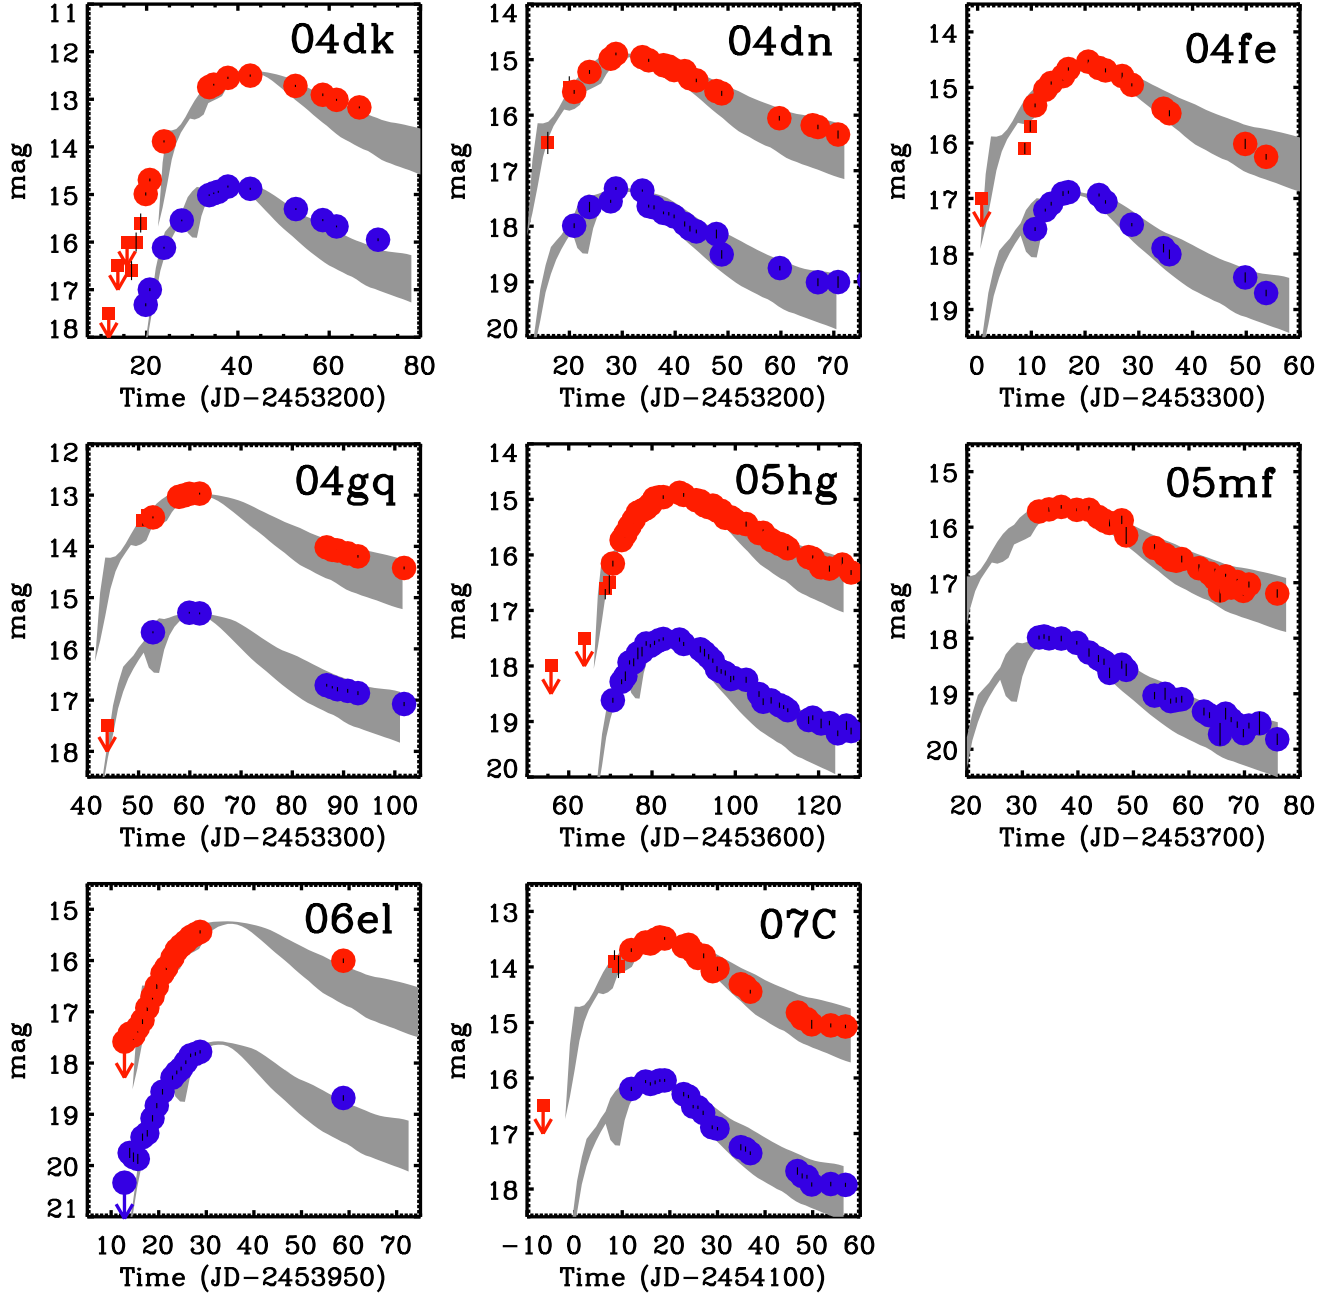 04dk
11
12
13
14
15
16
17
18
mag
20 40 60 80
Time (JD-2453200)
04dn
14
15
16
17
18
19
20
mag
20 30 40 50 60 70
Time (JD-2453200)
04fe
14
15
16
17
18
19
mag
0 10 20 30 40 50 60
Time (JD-2453300)
04gq
12
13
14
15
16
17
18
mag
40 50 60 70 80 90 100
Time (JD-2453300)
05hg
14
15
16
17
18
19
20
mag
60 80 100 120
Time (JD-2453600)
05mf
15
16
17
18
19
20
mag
20 30 40 50 60 70 80
Time (JD-2453700)
06el
15
16
17
18
19
20
21
mag
10 20 30 40 50 60 70
Time (JD-2453950)
07C
13
14
15
16
17
18
mag
-10 0 10 20 30 40 50 60
Time (JD-2454100)